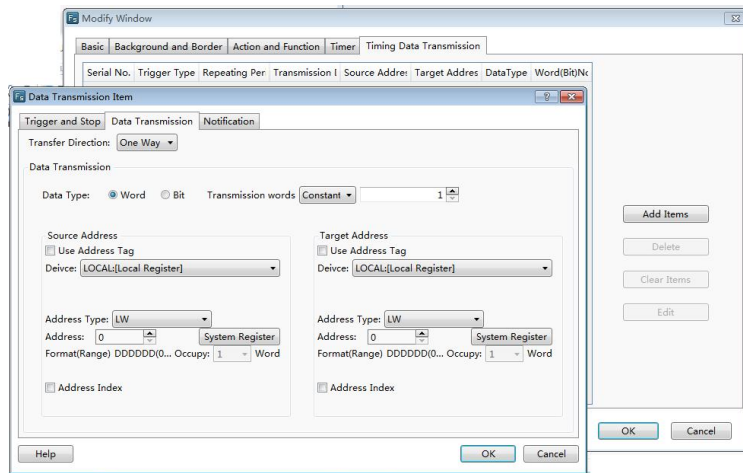 Fs Modify Window
Basic Background and Border Action and Function Timer Timing Data Transmission
Serial No. Trigger Type Repeating Per Transmission I Source Addres Target Addres DataType Word(Bit)No
Fs Data Transmission Item
Trigger and Stop Data Transmission Notification
Transfer Direction: One Way
Data Transmission
Data Type: Word Bit Transmission words Constant 1
Add Items
Source Address Target Address
Use Address Tag Use Address Tag
Delete
Deivce: LOCAL:[Local Register] Deivce: LOCAL:[Local Register]
Clear Items
Edit
Address Type: LW Address Type: LW
Address: 0 System Register Address: 0 System Register
Format(Range) DDDDDD(0... Occupy: 1 Word Format(Range) DDDDDD(0... Occupy: 1 Word
Address Index Address Index
OK Cancel
Help OK Cancel